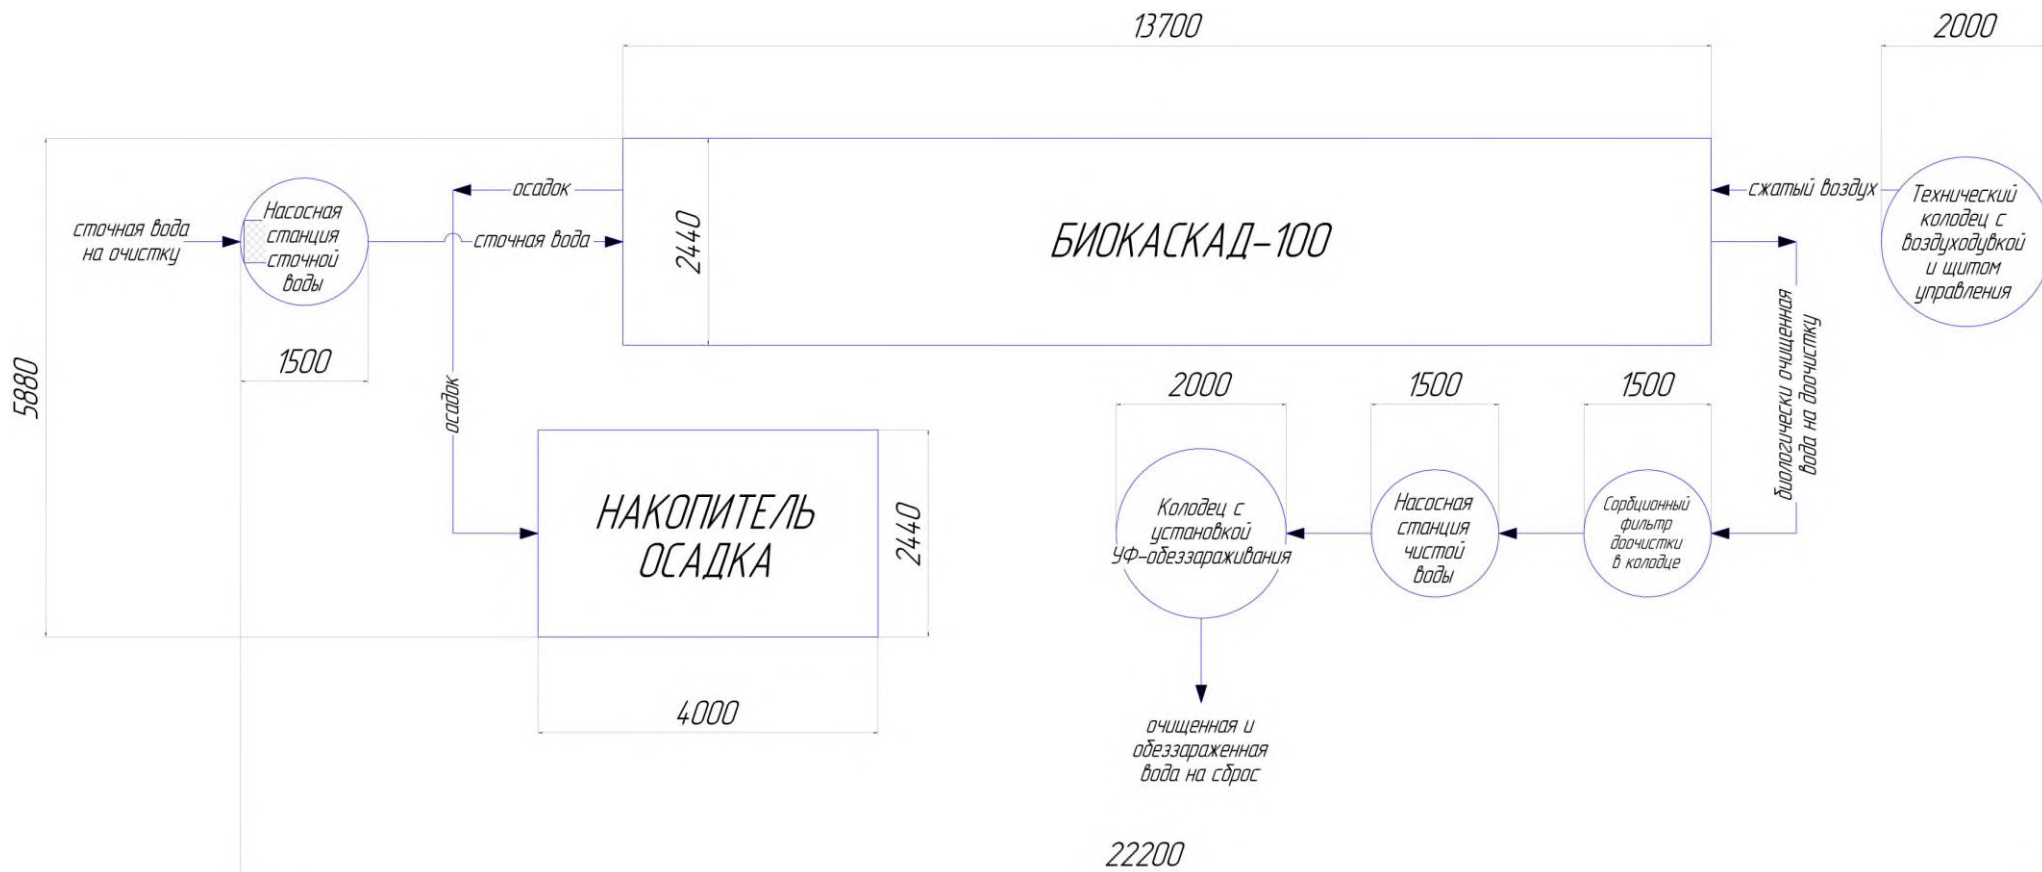 13700
2000
осадок
сжатый воздух
сточная вода
на очистку
Насосная
станция
сточной
воды
сточная вода
2440
БИОКАСКАД-100
Технический
колодец с
воздуходувкой
и щитом
управления
5880
1500
осадок
2000
1500
1500
биологически очищенная
вода на доочистку
НАКОПИТЕЛЬ
ОСАДКА
2440
Колодец с
установкой
УФ-обеззараживания
Насосная
станция
чистой
воды
Сорбционный
фильтр
доочистки
в колодце
4000
очищенная и
обеззараженная
вода на сброс
22200